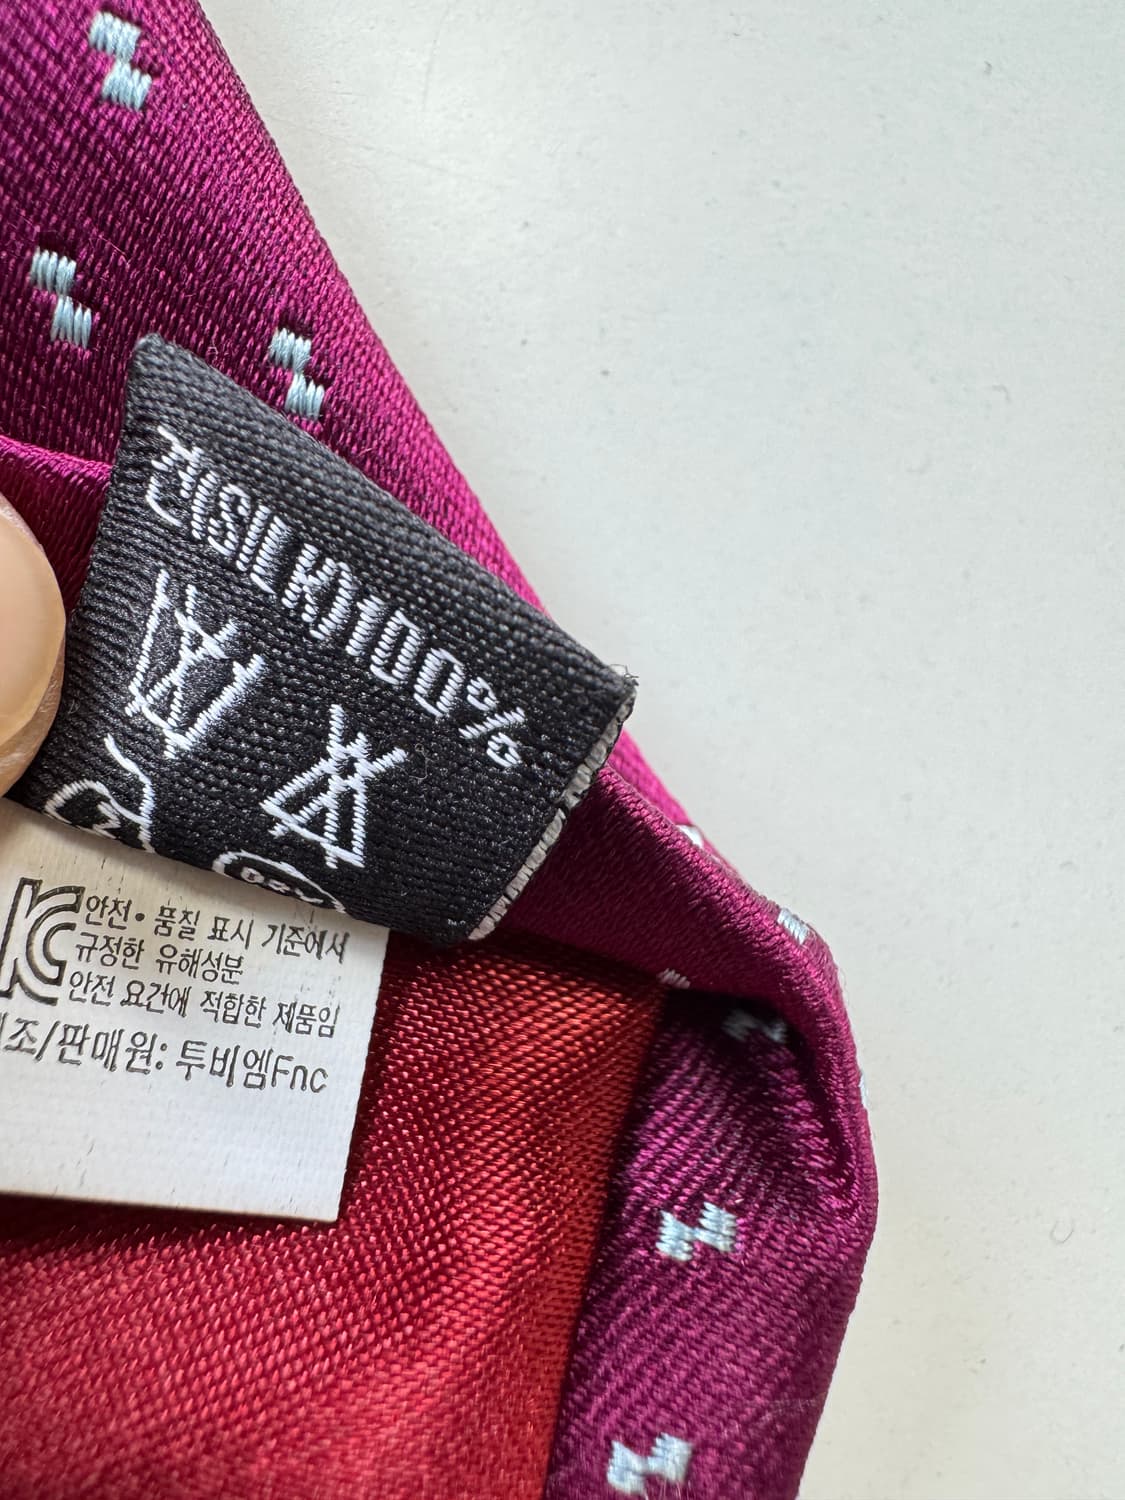 견(SILK)100%
안전 • 품질 표시 기준에서
규정한 유해성분
안전 요건에 적합한 제품임
조/판매원: 투비엠Fnc